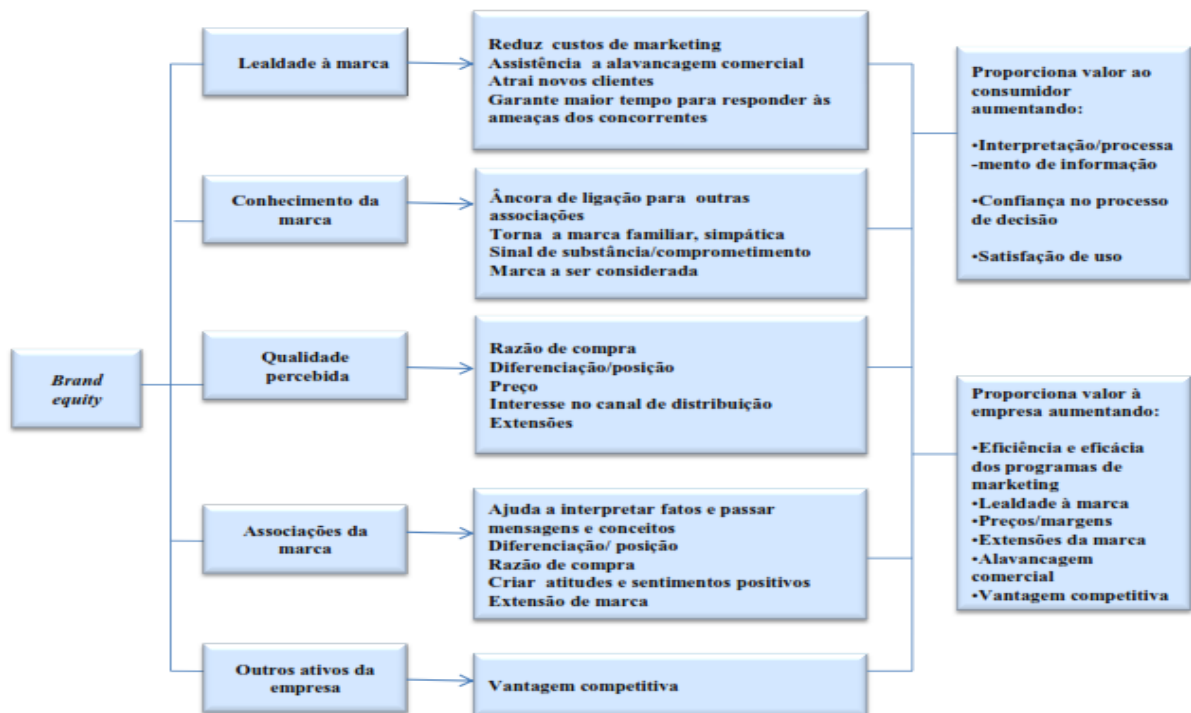 Brand
equity
Lealdade à marca
Reduz custos de marketing
Assistência a alavancagem comercial
Atrai novos clientes
Garante maior tempo para responder às
ameaças dos concorrentes
Conhecimento da
marca
Âncora de ligação para outras
associações
Torna a marca familiar, simpática
Sinal de substância/comprometimento
Marca a ser considerada
Qualidade
percebida
Razão de compra
Diferenciação/posição
Preço
Interesse no canal de distribuição
Extensões
Associações da
marca
Ajuda a interpretar fatos e passar
mensagens e conceitos
Diferenciação/ posição
Razão de compra
Criar atitudes e sentimentos positivos
Extensão de marca
Outros ativos da
empresa
Vantagem competitiva
Proporciona valor ao
consumidor
aumentando:
•Interpretação/processa
-mento de informação
•Confiança no processo
de decisão
•Satisfação de uso
Proporciona valor à
empresa aumentando:
•Eficiência e eficácia
dos programas de
marketing
•Lealdade à marca
•Preços/margens
•Extensões da marca
•Alavancagem
comercial
•Vantagem competitiva